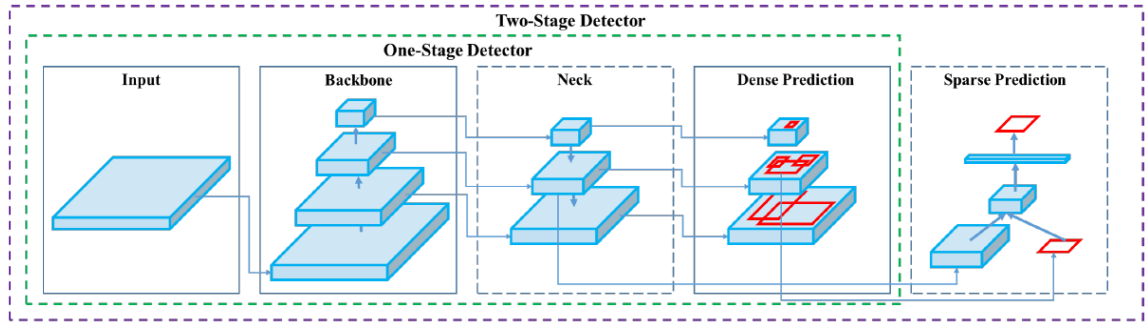 Two-Stage Detector
One-Stage Detector
Input
Backbone
Neck
Dense Prediction
Sparse Prediction